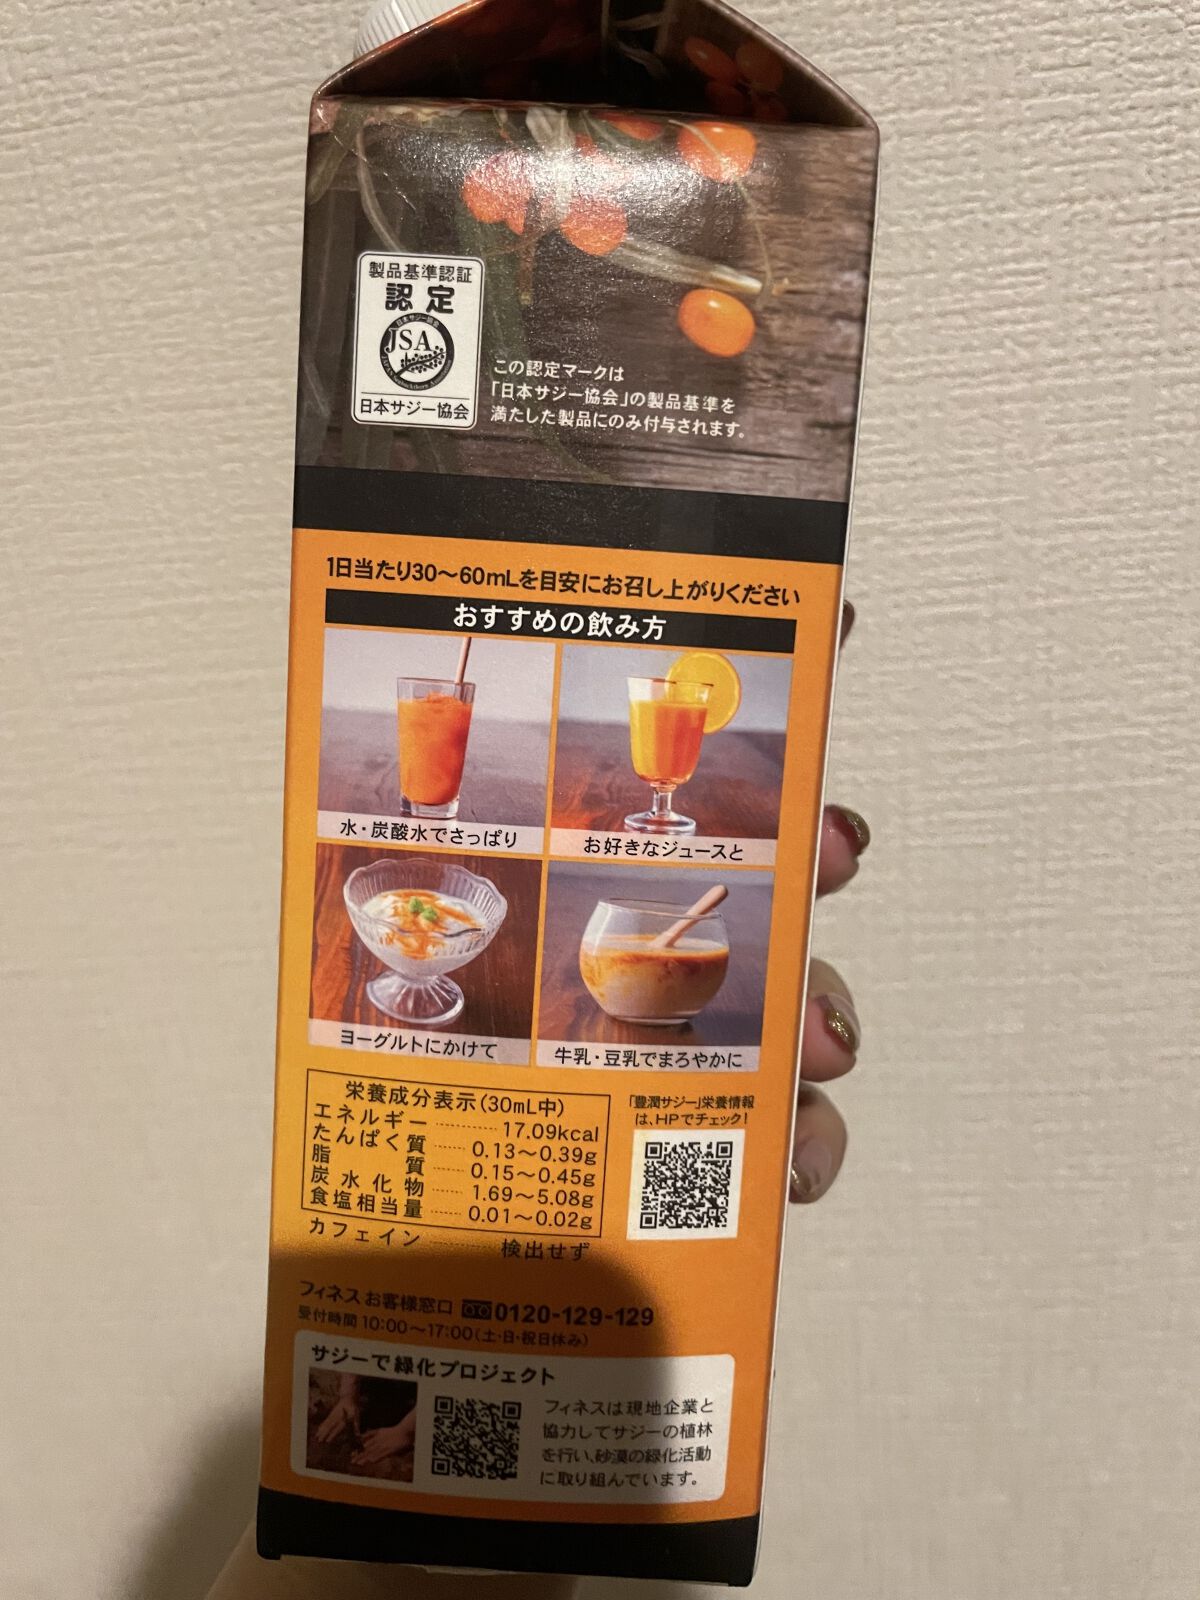 製品基準認証
認定
日本サジー協会
JSA
日本サジー協会
この認定マークは
「日本サジー協会」の製品基準を
満たした製品にのみ付与されます。
1日当たり30〜60mLを目安にお召し上がりください
おすすめの飲み方
水・炭酸水でさっぱり
お好きなジュースと
ヨーグルトにかけて
牛乳・豆乳でまろやかに
栄養成分表示(30mL中)
エネルギー 17.09kcal
たんぱく質 0.13〜0.39g
脂質 0.15〜0.45g
炭水化物 1.69〜5.08g
食塩相当量 0.01〜0.02g
カフェイン 検出せず
「豊潤サジー」栄養情報
は、HPでチェック!
フィネスお客様窓口 0120-129-129
受付時間 10:00〜17:00(土・日・祝日休み)
サジーで緑化プロジェクト
フィネスは現地企業と
協力してサジーの植林
を行い、砂漠の緑化活動
に取り組んでいます。